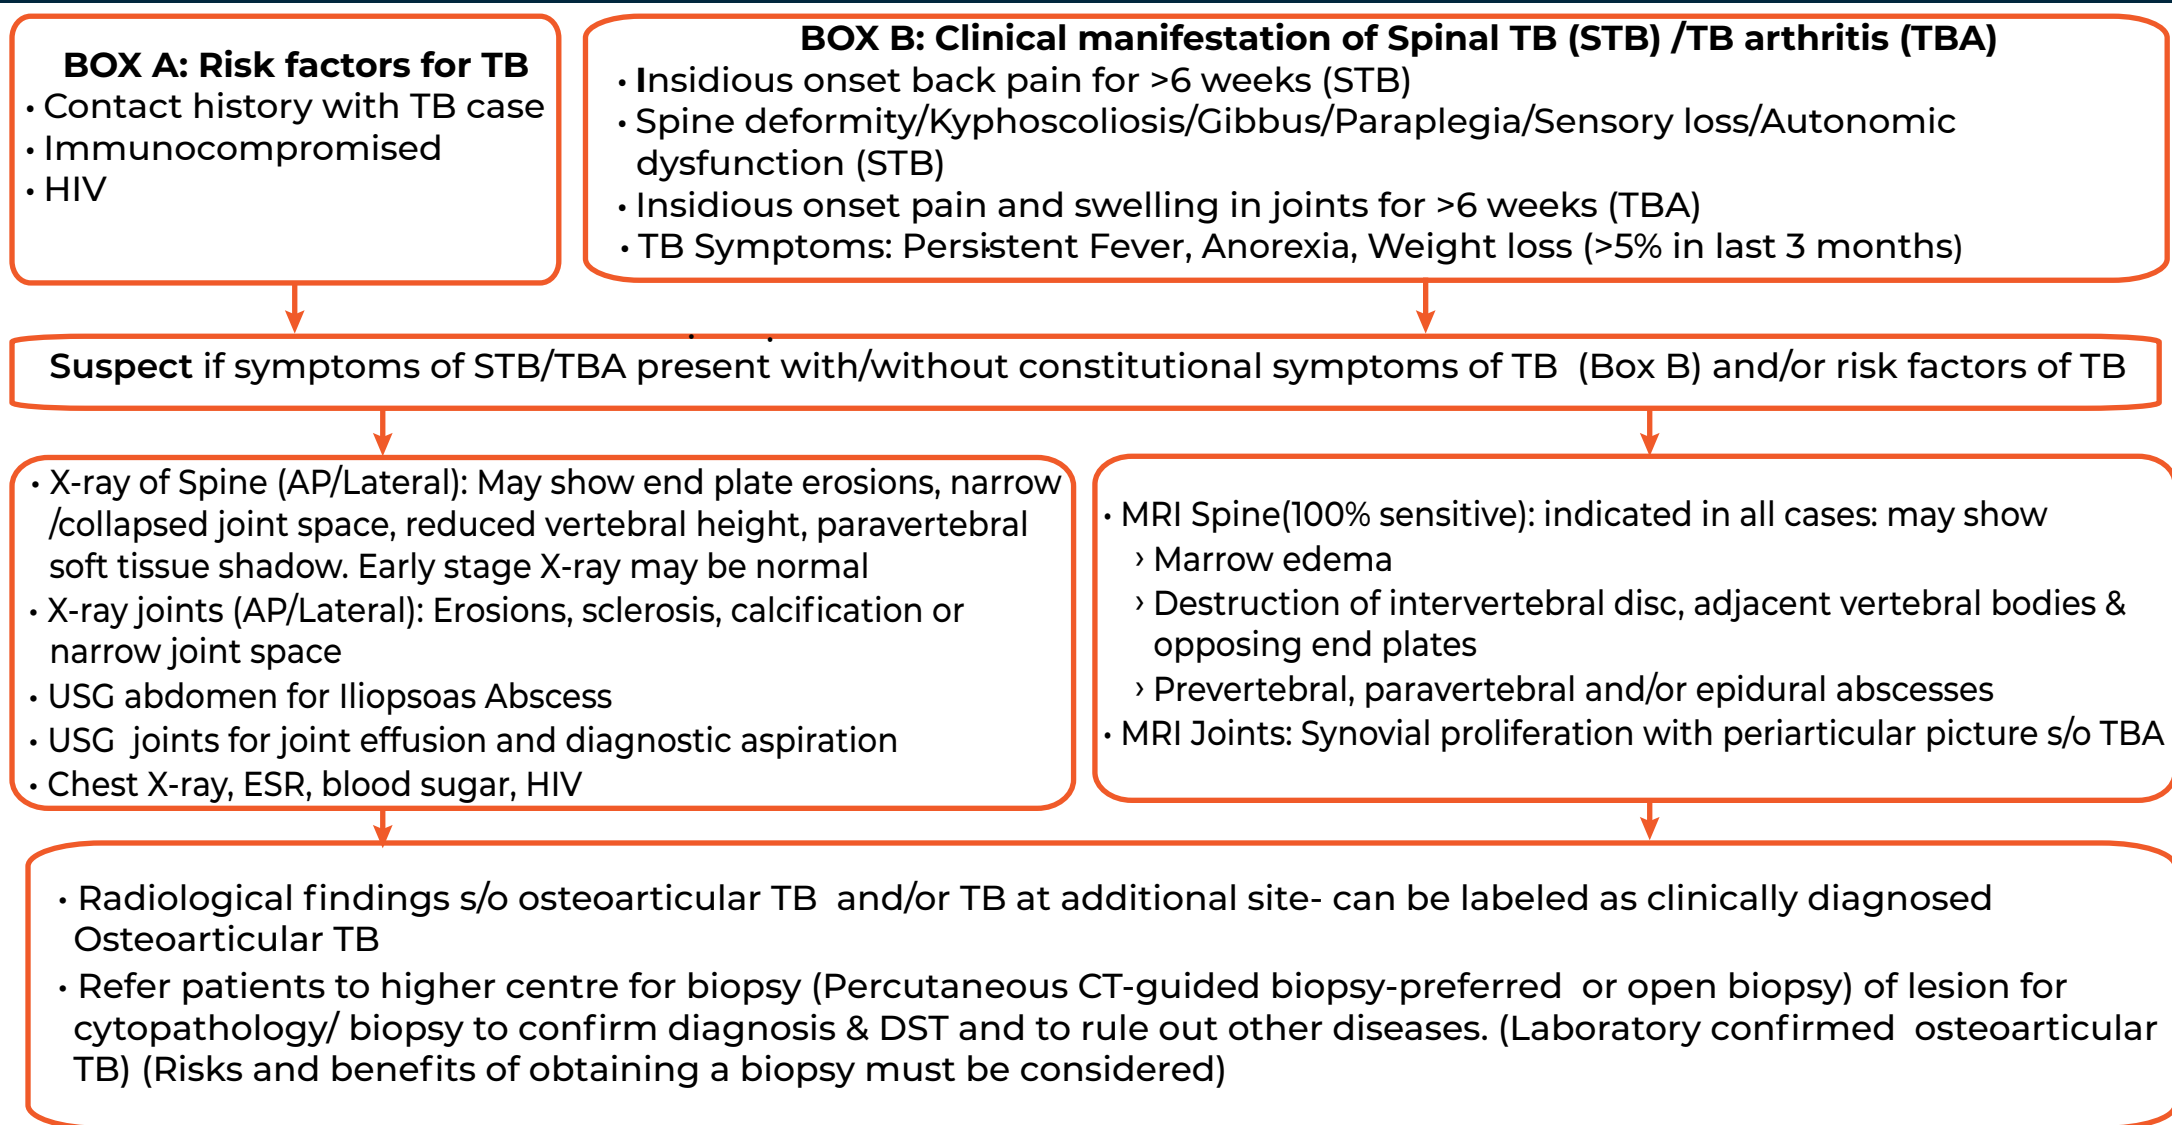 BOX A: Risk factors for TB
• Contact history with TB case
• Immunocompromised
• HIV
BOX B: Clinical manifestation of Spinal TB (STB) /TB arthritis (TBA)
• Insidious onset back pain for >6 weeks (STB)
• Spine deformity/Kyphoscoliosis/Gibbus/Paraplegia/Sensory loss/Autonomic
dysfunction (STB)
• Insidious onset pain and swelling in joints for >6 weeks (TBA)
• TB Symptoms: Persistent Fever, Anorexia, Weight loss (>5% in last 3 months)
Suspect if symptoms of STB/TBA present with/without constitutional symptoms of TB (Box B) and/or risk factors of TB
• X-ray of Spine (AP/Lateral): May show end plate erosions, narrow
/collapsed joint space, reduced vertebral height, paravertebral
soft tissue shadow. Early stage X-ray may be normal
• X-ray joints (AP/Lateral): Erosions, sclerosis, calcification or
narrow joint space
• USG abdomen for Iliopsoas Abscess
• USG joints for joint effusion and diagnostic aspiration
• Chest X-ray, ESR, blood sugar, HIV
• MRI Spine(100% sensitive): indicated in all cases: may show
› Marrow edema
› Destruction of intervertebral disc, adjacent vertebral bodies &
opposing end plates
› Prevertebral, paravertebral and/or epidural abscesses
• MRI Joints: Synovial proliferation with periarticular picture s/o TBA
• Radiological findings s/o osteoarticular TB and/or TB at additional site- can be labeled as clinically diagnosed
Osteoarticular TB
• Refer patients to higher centre for biopsy (Percutaneous CT-guided biopsy-preferred or open biopsy) of lesion for
cytopathology/ biopsy to confirm diagnosis & DST and to rule out other diseases. (Laboratory confirmed osteoarticular
TB) (Risks and benefits of obtaining a biopsy must be considered)